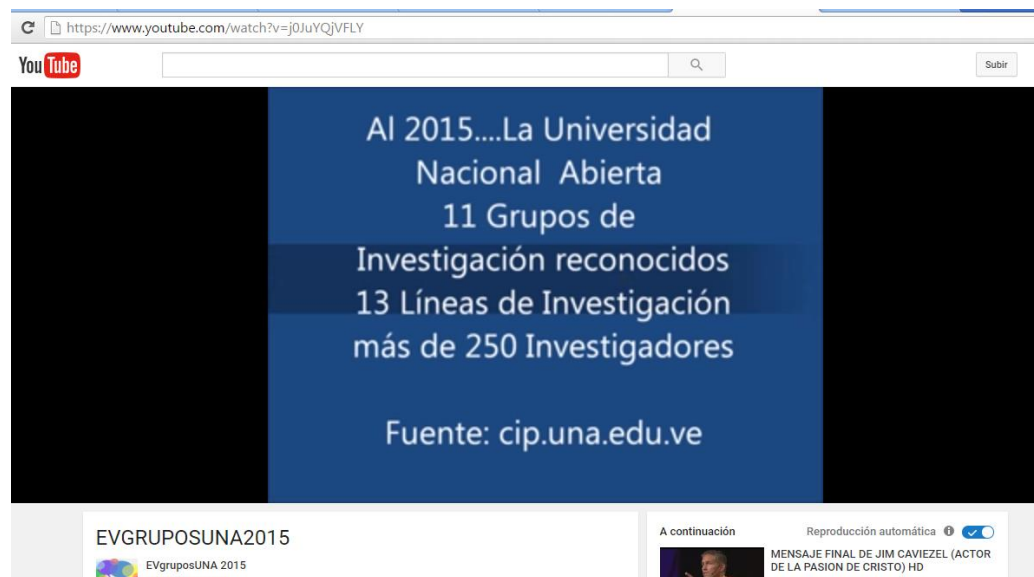 https://www.youtube.com/watch?v=j0JuYQjVFLY
YouTube
Subir
Al 2015....La Universidad
Nacional Abierta
11 Grupos de
Investigación reconocidos
13 Líneas de Investigación
más de 250 Investigadores
Fuente: cip.una.edu.ve
EVGRUPOSUNA2015
EVgruposUNA 2015
A continuación
Reproducción automática
MENSAJE FINAL DE JIM CAVIEZEL (ACTOR
DE LA PASION DE CRISTO) HD